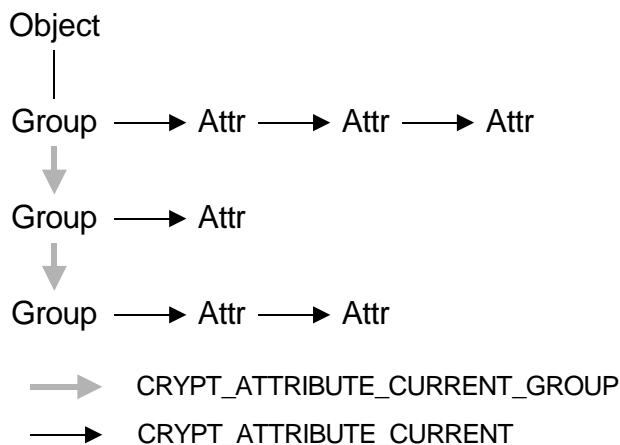 Object
Group Attr Attr Attr
Group Attr
Group Attr Attr
CRYPT_ATTRIBUTE_CURRENT_GROUP
CRYPT_ATTRIBUTE_CURRENT